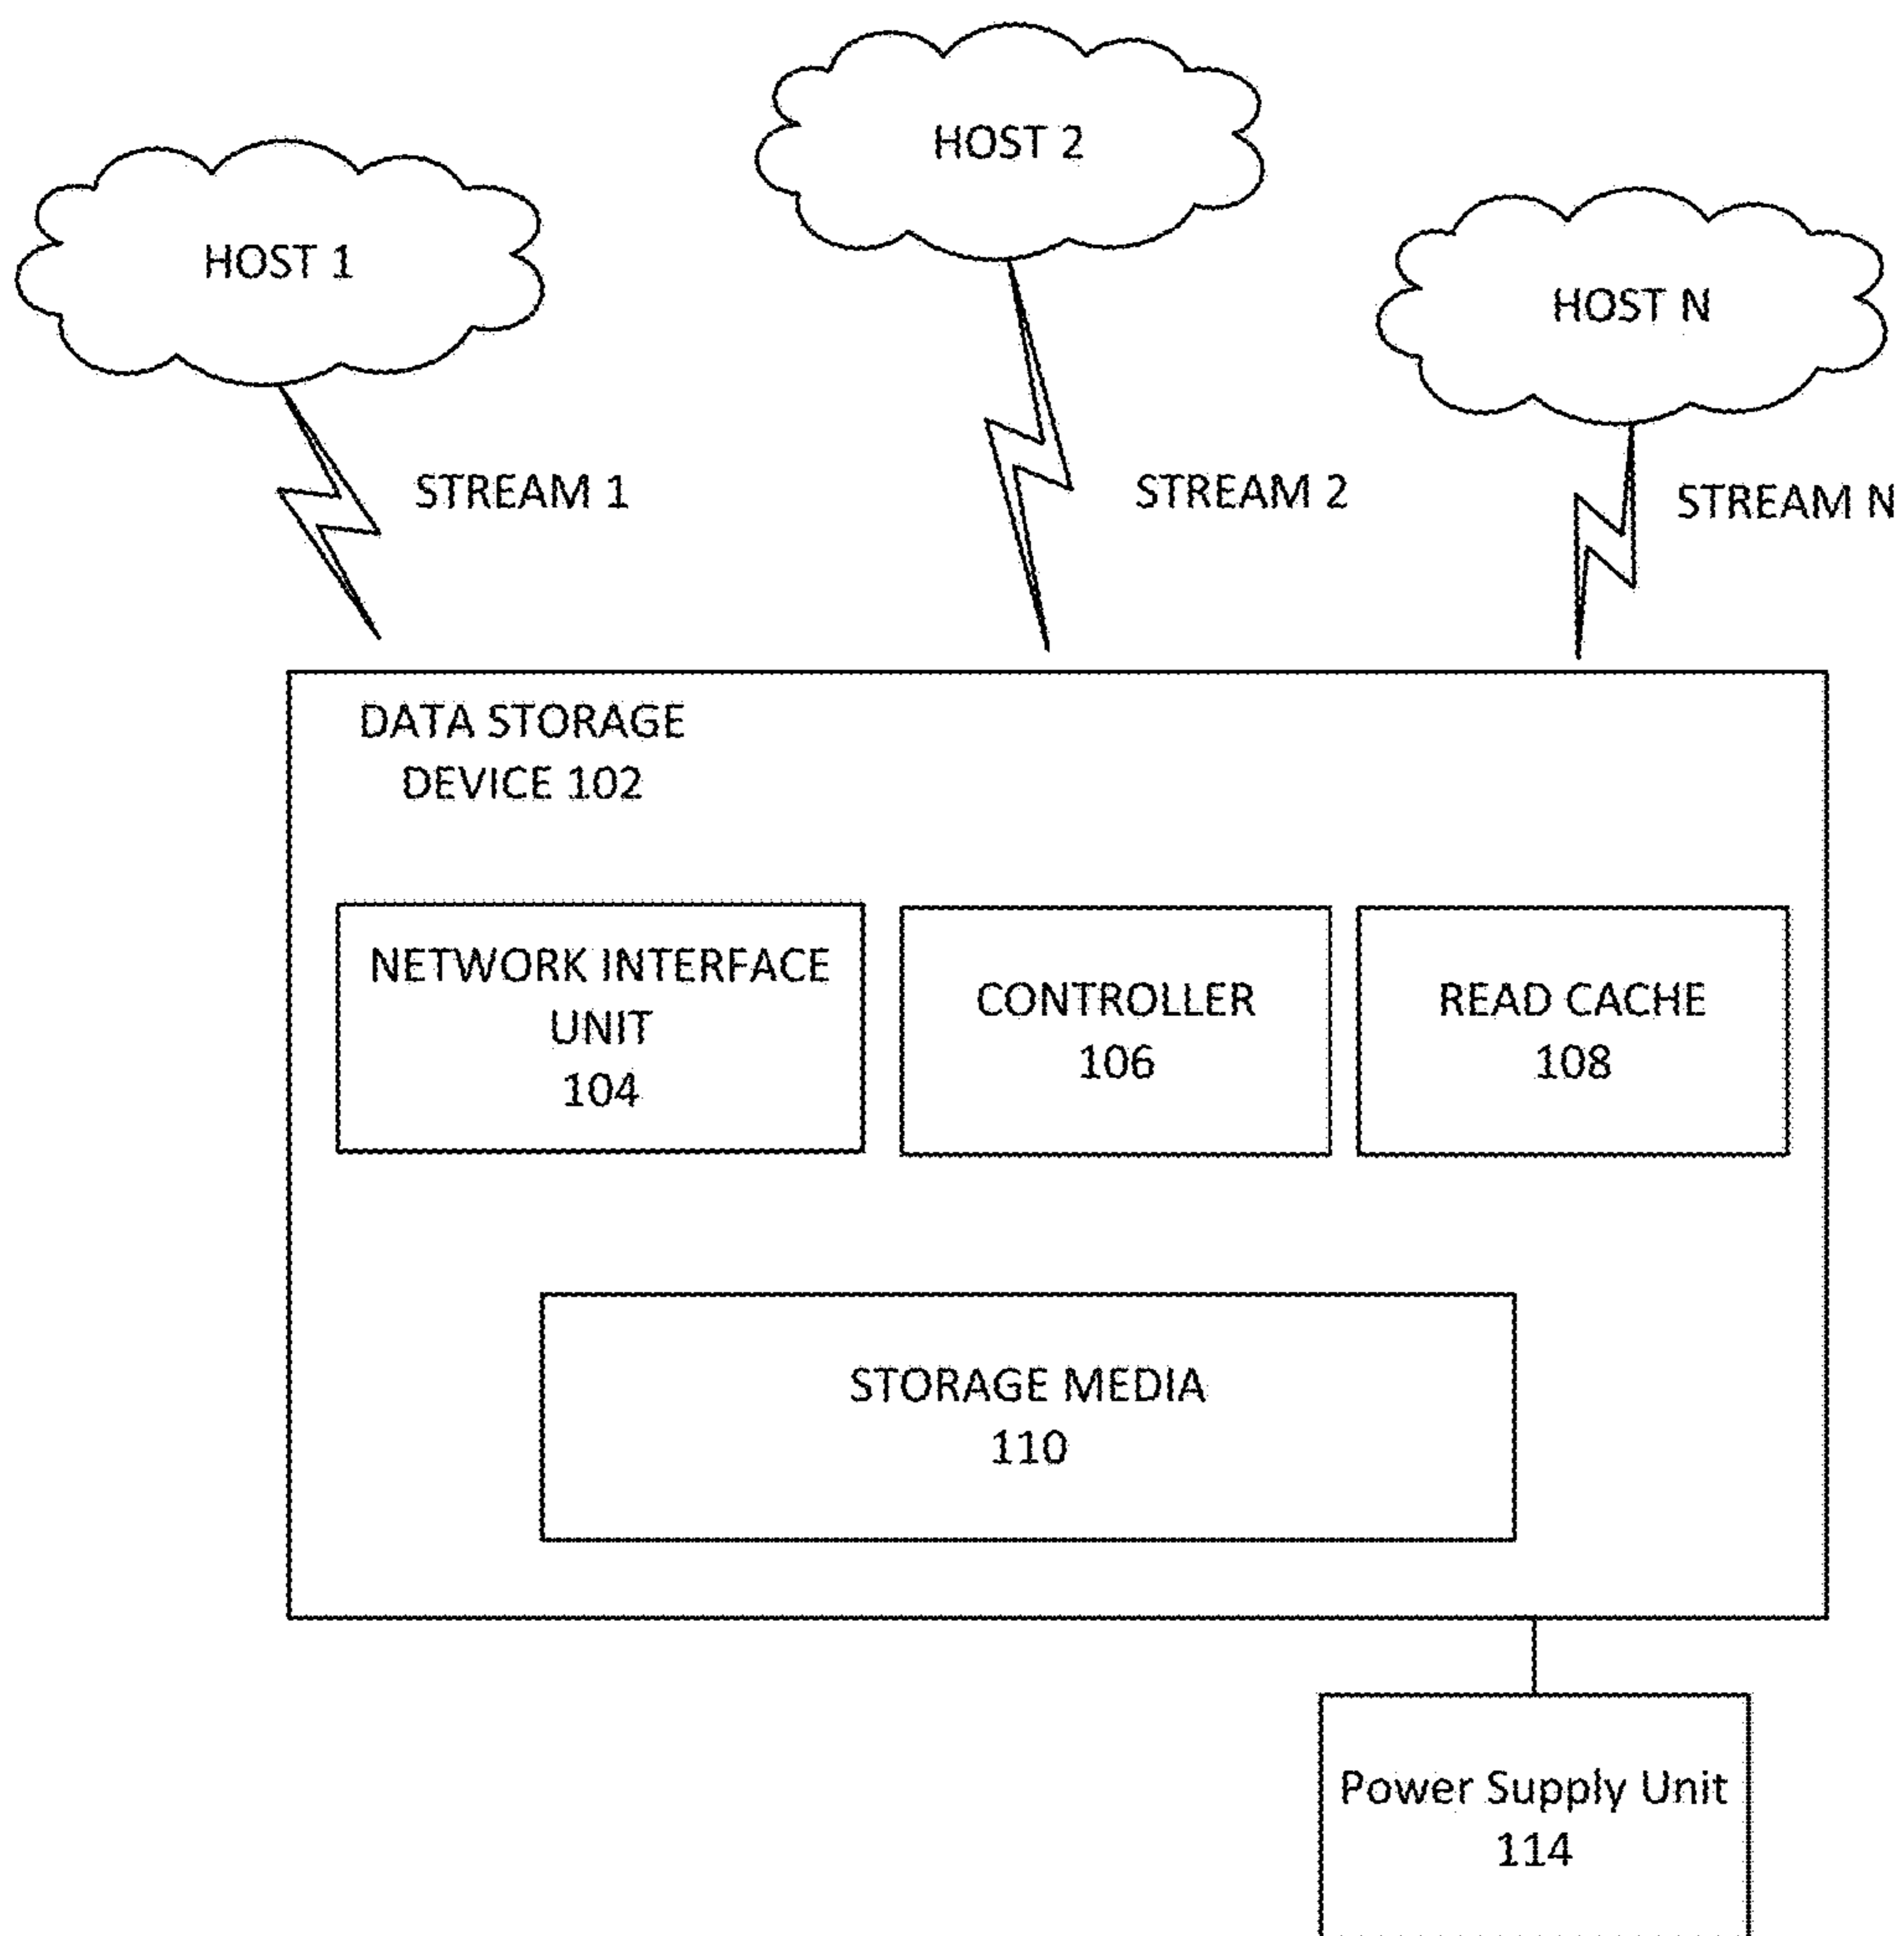 HOST 1
HOST 2
HOST N
STREAM 1
STREAM 2
STREAM N
DATA STORAGE
DEVICE 102
NETWORK INTERFACE
UNIT
104
CONTROLLER
106
READ CACHE
108
STORAGE MEDIA
110
Power Supply Unit
114